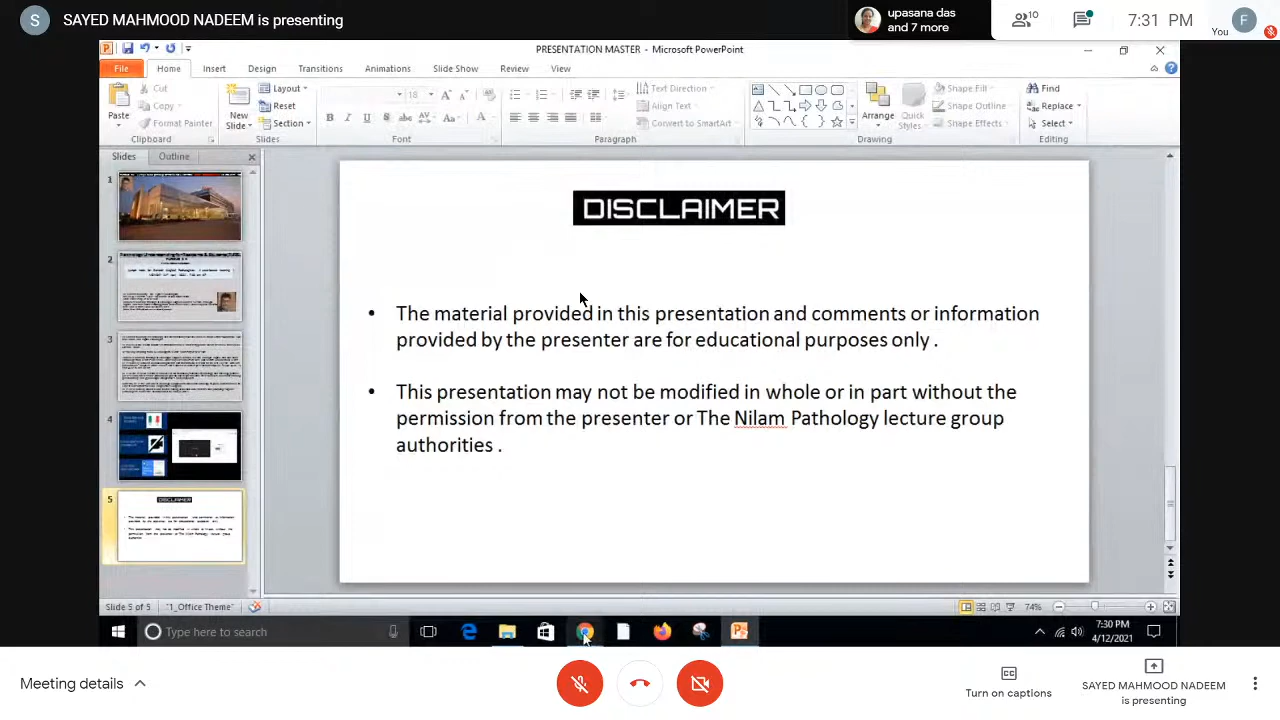 S SAYED MAHMOOD NADEEM is presenting
upasana das
and 7 more
10
7:31 PM
You
F
PRESENTATION MASTER - Microsoft PowerPoint
File Home Insert Design Transitions Animations Slide Show Review View
Paste
Cut
Copy
Format Painter
Clipboard
New
Slide
Layout
Reset
Section
Slides
18
Font
Text Direction
Align Text
Convert to SmartArt
Paragraph
Arrange
Quick
Styles
Shape Fill
Shape Outline
Shape Effects
Drawing
Find
Replace
Select
Editing
Slides Outline
1
2
3
4
5
DISCLAIMER
• The material provided in this presentation and comments or information
provided by the presenter are for educational purposes only .
• This presentation may not be modified in whole or in part without the
permission from the presenter or The Nilam Pathology lecture group
authorities .
Slide 5 of 5 "1_Office Theme" 74%
Type here to search
7:30 PM
4/12/2021
Meeting details
Turn on captions
SAYED MAHMOOD NADEEM
is presenting